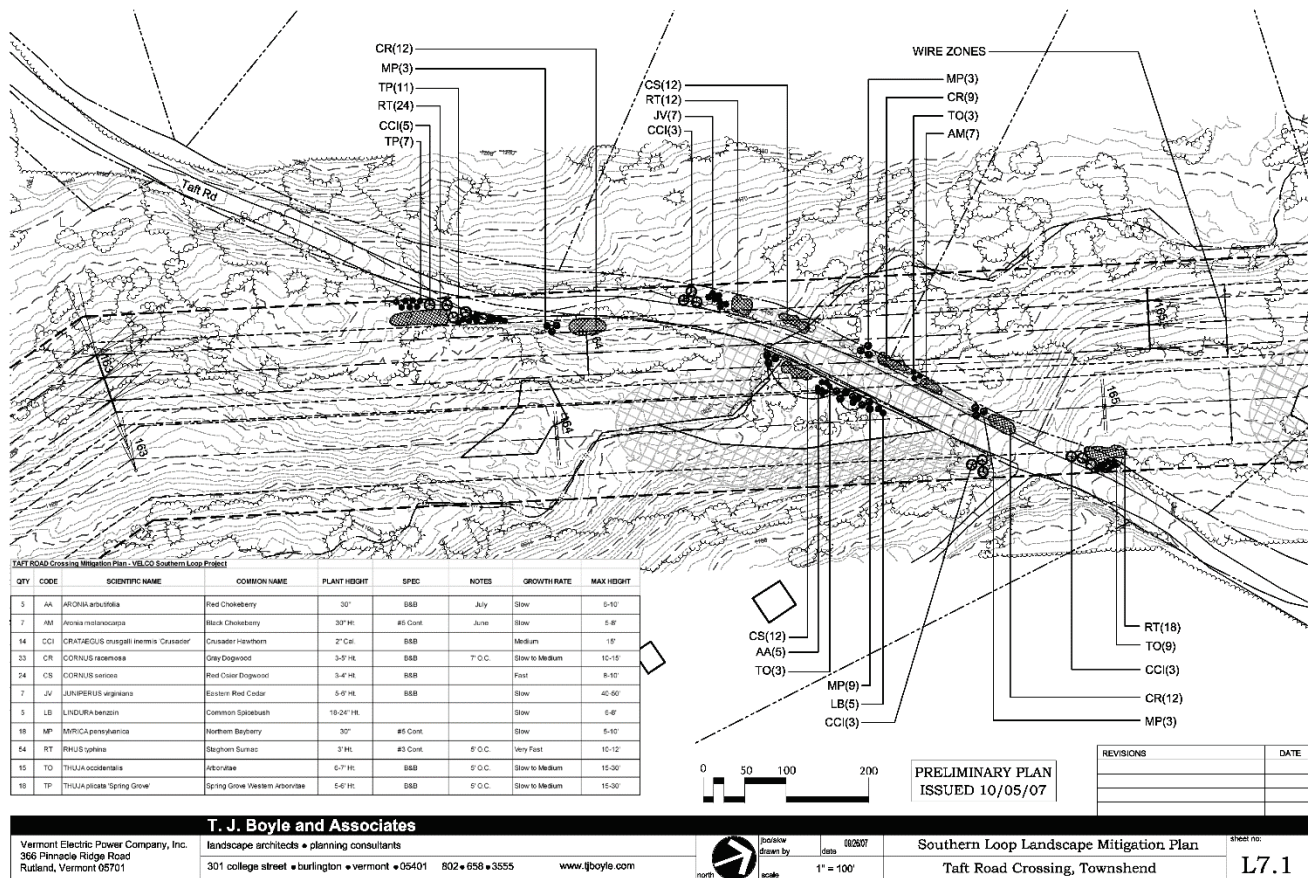 CR(12)
MP(3)
TP(11)
RT(24)
CCI(5)
TP(7)
CS(12)
RT(12)
JV(7)
CCI(3)
WIRE ZONES
MP(3)
CR(9)
TO(3)
AM(7)
Taft Rd
163
163
164
164
165
165
CS(12)
AA(5)
TO(3)
MP(9)
LB(5)
CCI(3)
RT(18)
TO(9)
CCI(3)
CR(12)
MP(3)
TAFT ROAD Crossing Mitigation Plan - VELCO Southern Loop Project
QTY CODE SCIENTIFIC NAME COMMON NAME PLANT HEIGHT SPEC NOTES GROWTH RATE MAX HEIGHT
5 AA ARONIA arbutifolia Red Chokeberry 30" B&B July Slow 6-10'
7 AM Aronia melanocarpa Black Chokeberry 30" Ht. #5 Cont June Slow 5-8'
14 CCI CRATAEGUS crusgalli inermis 'Crusader' Crusader Hawthorn 2" Cal. B&B Medium 15'
33 CR CORNUS racemosa Gray Dogwood 3-5' Ht. B&B 7' O.C. Slow to Medium 10-15'
24 CS CORNUS sericea Red Osier Dogwood 3-4' Ht. B&B Fast 8-10'
7 JV JUNIPERUS virginiana Eastern Red Cedar 5-6' Ht. B&B Slow 40-50'
5 LB LINDURA benzoin Common Spicebush 18-24" Ht. Slow 6-8'
18 MP MYRICA pensylvanica Northern Bayberry 30" #5 Cont. Slow 5-10'
54 RT RHUS typhina Staghorn Sumac 3' Ht. #3 Cont. 5' O.C. Very Fast 10-12'
15 TO THUJA occidentalis Arborvitae 6-7' Ht. B&B 5' O.C. Slow to Medium 15-30'
18 TP THUJA plicata 'Spring Grove' Spring Grove Western Arborvitae 5-6' Ht. B&B 5' O.C. Slow to Medium 15-30'
0 50 100 200
PRELIMINARY PLAN
ISSUED 10/05/07
REVISIONS DATE
T. J. Boyle and Associates
landscape architects • planning consultants
301 college street • burlington • vermont • 05401 802 • 658 • 3555 www.tjboyle.com
Vermont Electric Power Company, Inc.
366 Pinnacle Ridge Road
Rutland, Vermont 05701
north
drawn by
date 09/26/07
scale 1" = 100'
Southern Loop Landscape Mitigation Plan
Taft Road Crossing, Townshend
sheet no:
L7.1